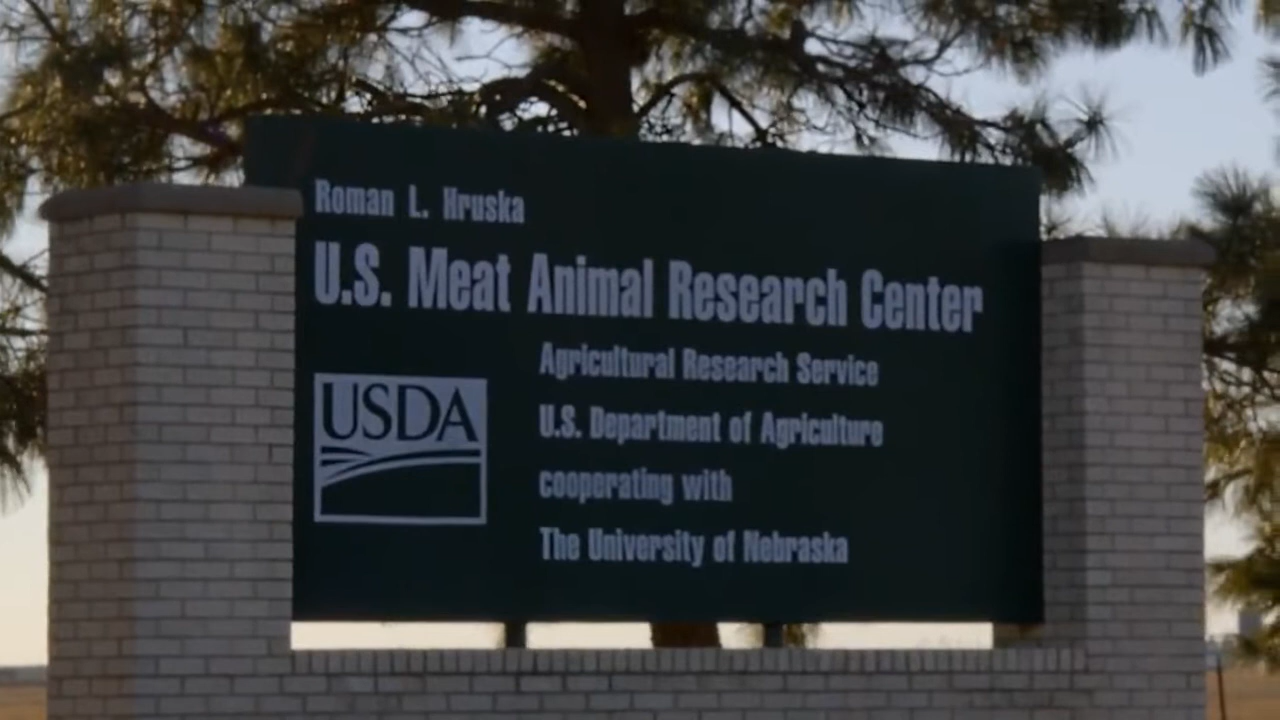 Roman L. Hruska
U.S. Meat Animal Research Center
Agricultural Research Service
USDA
U.S. Department of Agriculture
cooperating with
The University of Nebraska